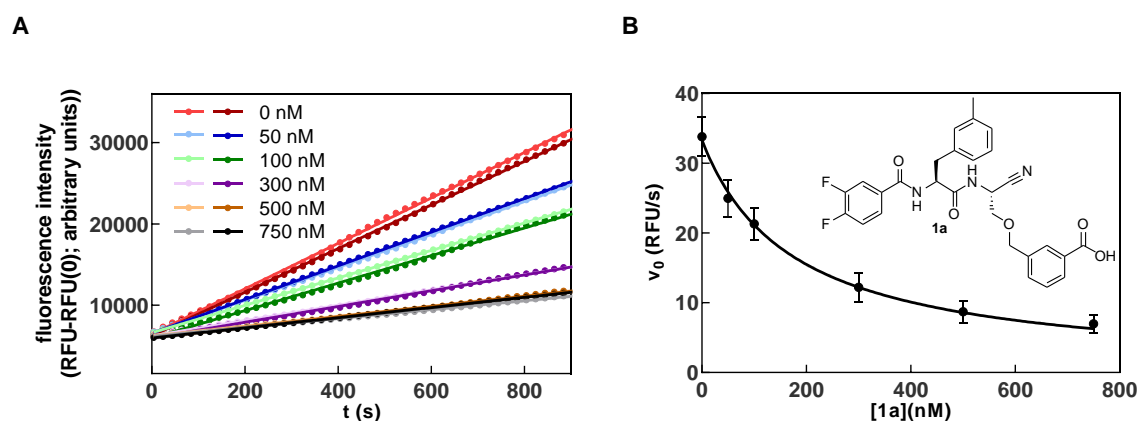 A
B
fluorescence intensity
(RFU-RFU(0); arbitrary units))
30000
20000
10000
0 nM
50 nM
100 nM
300 nM
500 nM
750 nM
0
200
400
600
800
t (s)
v₀ (RFU/s)
40
30
20
10
0
F
F
O
N
H
O
H
N
N
O
O
OH
1a
0
200
400
600
800
[1a](nM)